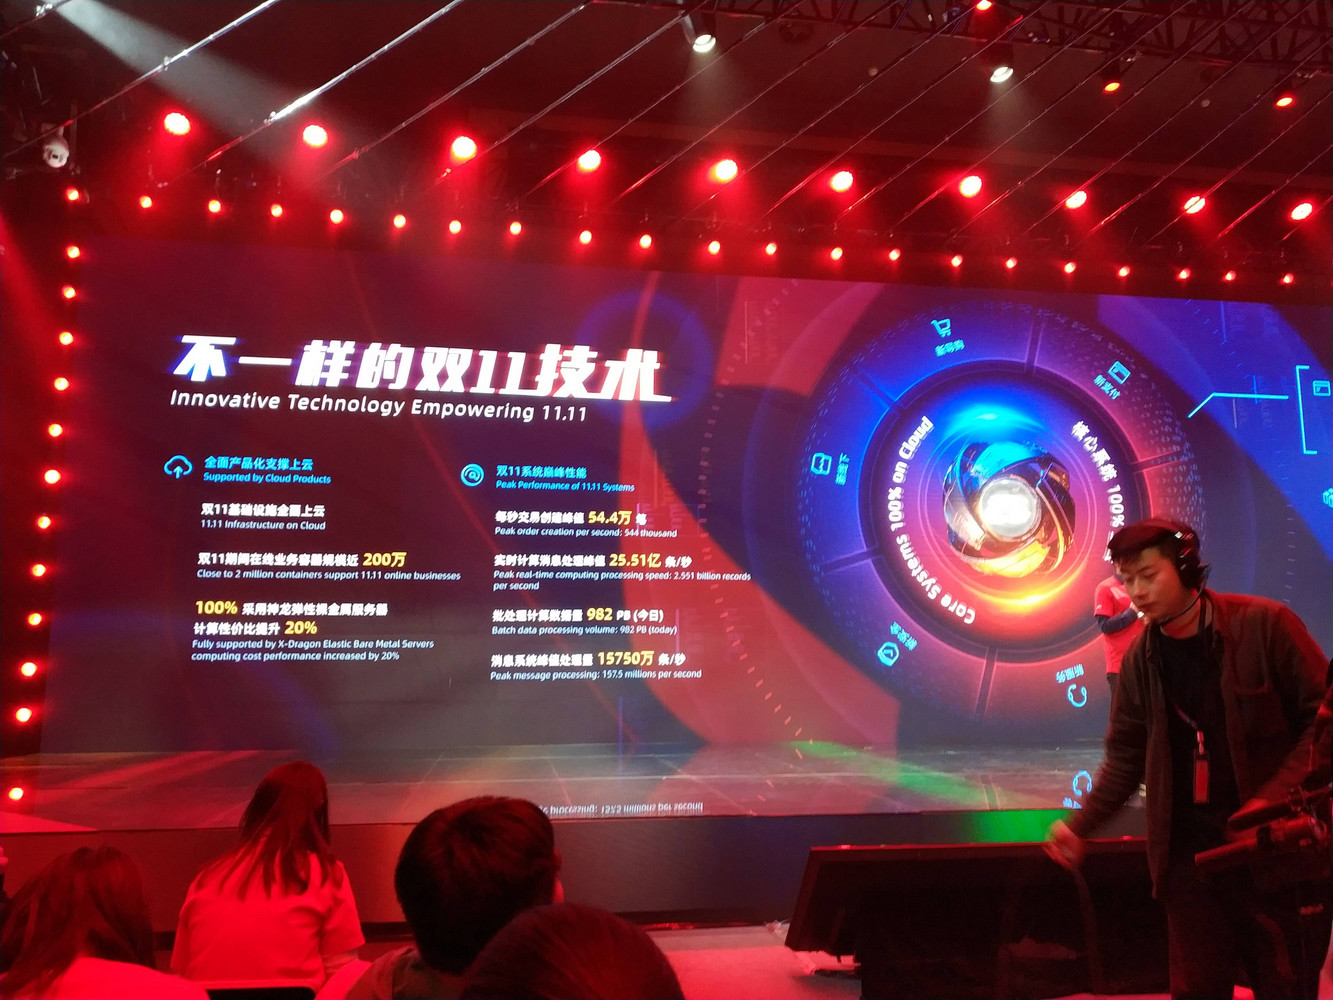 不一样的双11技术
Innovative Technology Empowering 11.11
全面产品化支撑上云
Supported by Cloud Products
双11基础设施全面上云
11.11 Infrastructure on Cloud
双11期间在线业务容器规模近 200万
Close to 2 million containers support 11.11 online businesses
100% 采用神龙弹性裸金属服务器
计算性价比提升 20%
Fully supported by X-Dragon Elastic Bare Metal Servers
computing cost performance increased by 20%
双11系统巅峰性能
Peak Performance of 11.11 Systems
每秒交易创建峰值 54.4万 笔
Peak order creation per second: 544 thousand
实时计算消息处理峰值 25.51亿 条/秒
Peak real-time computing processing speed: 2.551 billion records
per second
批处理计算数据量 982 PB (今日)
Batch data processing volume: 982 PB (today)
消息系统峰值处理量 15750万 条/秒
Peak message processing: 157.5 millions per second
新导购
新支付
核心系统 100%
Core Systems 100% on Cloud
新服务